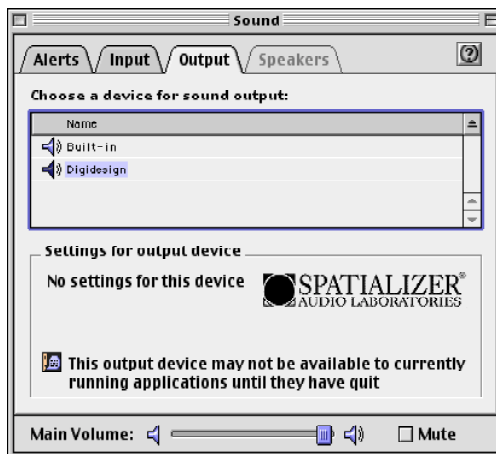 Sound
Alerts Input Output Speakers ?
Choose a device for sound output:
Name
Built-in
Digidesign
Settings for output device
No settings for this device
SPATIALIZER®
AUDIO LABORATORIES
This output device may not be available to currently
running applications until they have quit
Main Volume: Mute